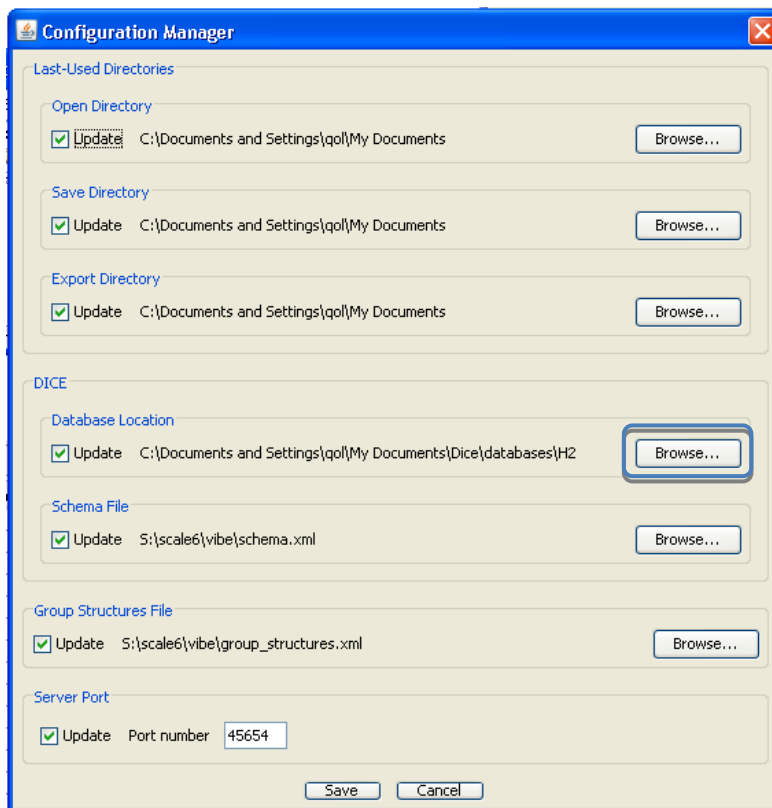 Configuration Manager
Last-Used Directories
Open Directory
Update C:\Documents and Settings\qol\My Documents Browse...
Save Directory
Update C:\Documents and Settings\qol\My Documents Browse...
Export Directory
Update C:\Documents and Settings\qol\My Documents Browse...
DICE
Database Location
Update C:\Documents and Settings\qol\My Documents\Dice\databases\H2 Browse...
Schema File
Update S:\scale6\vibe\schema.xml Browse...
Group Structures File
Update S:\scale6\vibe\group_structures.xml Browse...
Server Port
Update Port number 45654
Save Cancel